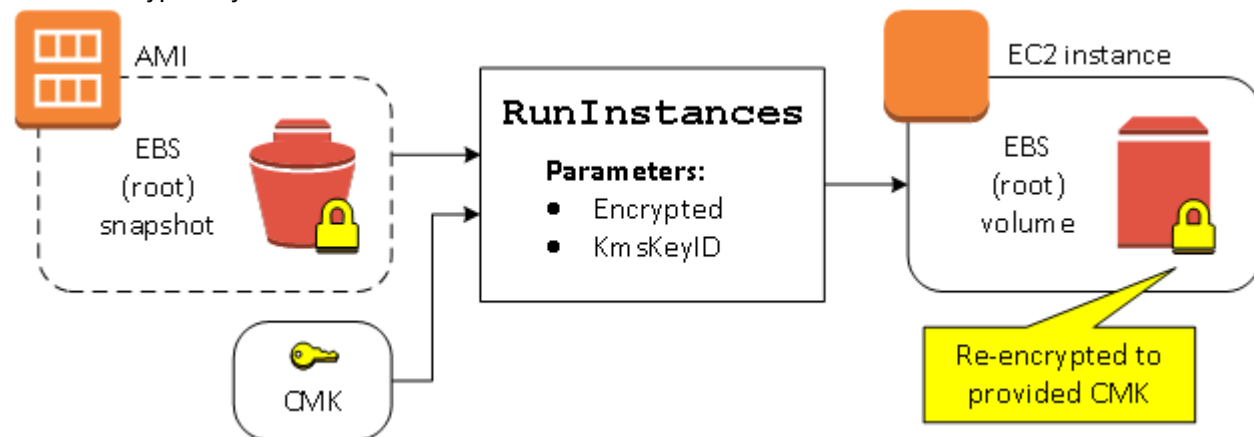 AMI
EBS
(root)
snapshot
CMK
RunInstances
Parameters:
• Encrypted
• KmsKeyID
EC2 instance
EBS
(root)
volume
Re-encrypted to
provided CMK